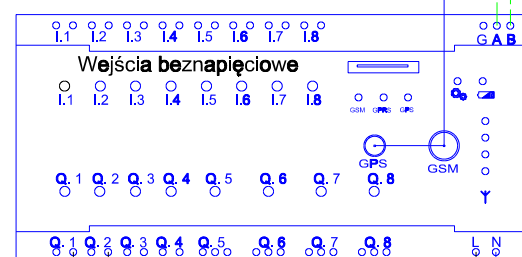 I.1 I.2 I.3 I.4 I.5 I.6 I.7 I.8 G A B
Wejścia beznapięciowe
I.1 I.2 I.3 I.4 I.5 I.6 I.7 I.8
GSM GPRS GPS
GPS GSM
Q. 1 Q. 2 Q. 3 Q. 4 Q. 5 Q. 6 Q. 7 Q. 8
Q. 1 Q. 2 Q. 3 Q. 4 Q. 5 Q. 6 Q. 7 Q. 8 L N